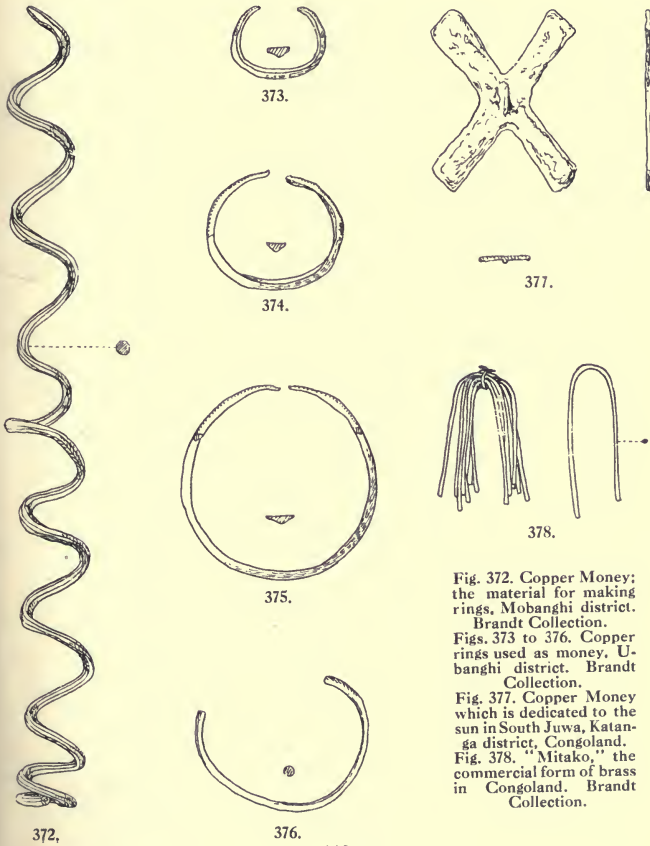 373.
374.
377.
375.
378.
Fig. 372. Copper Money;
the material for making
rings, Mobanghi district.
Brandt Collection.
Figs. 373 to 376. Copper
rings used as money, U-
banghi district. Brandt
Collection.
Fig. 377. Copper Money
which is dedicated to the
sun in South Juwa, Katan-
ga district, Congoland.
Fig. 378. "Mitako," the
commercial form of brass
in Congoland. Brandt
Collection.
372,
376.